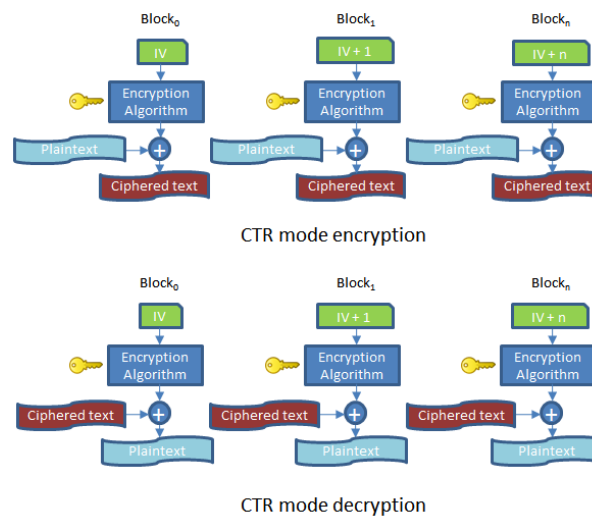 Block₀ Block₁ Blockₙ
IV IV + 1 IV + n
Encryption Algorithm Encryption Algorithm Encryption Algorithm
Plaintext Plaintext Plaintext
+ + +
Ciphered text Ciphered text Ciphered text
CTR mode encryption
Block₀ Block₁ Blockₙ
IV IV + 1 IV + n
Encryption Algorithm Encryption Algorithm Encryption Algorithm
Ciphered text Ciphered text Ciphered text
+ + +
Plaintext Plaintext Plaintext
CTR mode decryption